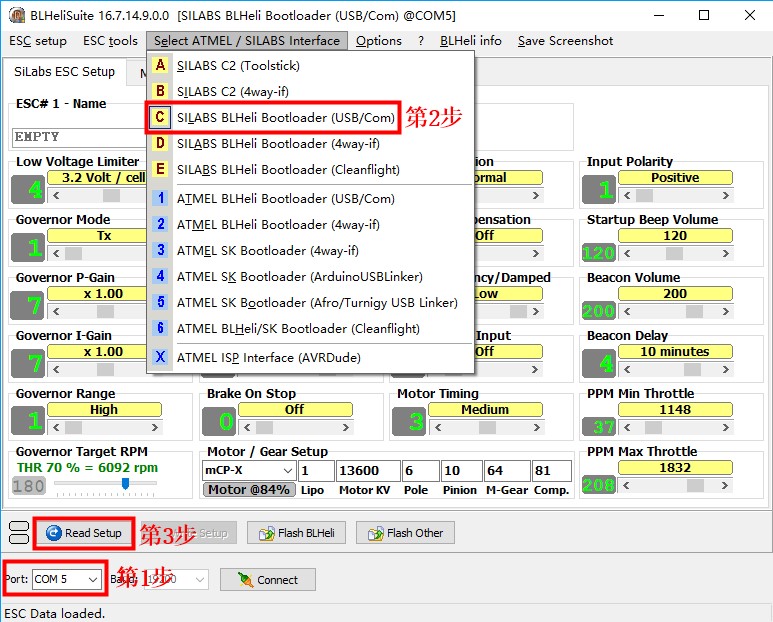 BLHeliSuite 16.7.14.9.0.0 [SILABS BLHeli Bootloader (USB/Com) @COM5]
ESC setup ESC tools Select ATMEL / SILABS Interface Options ? BLHeli info Save Screenshot
SiLabs ESC Setup
A SILABS C2 (Toolstick)
B SILABS C2 (4way-if)
C SILABS BLHeli Bootloader (USB/Com) 第2步
D SILABS BLHeli Bootloader (4way-if)
E SILABS BLHeli Bootloader (Cleanflight)
1 ATMEL BLHeli Bootloader (USB/Com)
2 ATMEL BLHeli Bootloader (4way-if)
3 ATMEL SK Bootloader (4way-if)
4 ATMEL SK Bootloader (ArduinoUSBLinker)
5 ATMEL SK Bootloader (Afro/Turnigy USB Linker)
6 ATMEL BLHeli/SK Bootloader (Cleanflight)
X ATMEL ISP Interface (AVRDude)
ESC# 1 - Name
EMPTY
Low Voltage Limiter
4 3.2 Volt / cell
Input Polarity
1 Positive
Governor Mode
1 Tx
Off
Startup Beep Volume
120 120
Governor P-Gain
7 x 1.00
/Damped
Low
Beacon Volume
200 200
Governor I-Gain
7 x 1.00
Input
Off
Beacon Delay
4 10 minutes
Governor Range
1 High
Brake On Stop
0 Off
Motor Timing
3 Medium
PPM Min Throttle
37 1148
Governor Target RPM
THR 70 % = 6092 rpm
180
Motor / Gear Setup
mCP-X 1 13600 6 10 64 81
Motor @84% Lipo Motor KV Pole Pinion M-Gear Comp.
PPM Max Throttle
208 1832
Read Setup 第3步 Setup Flash BLHeli Flash Other
Port: COM 5 第1步 Baud: 19200 Connect
ESC Data loaded.